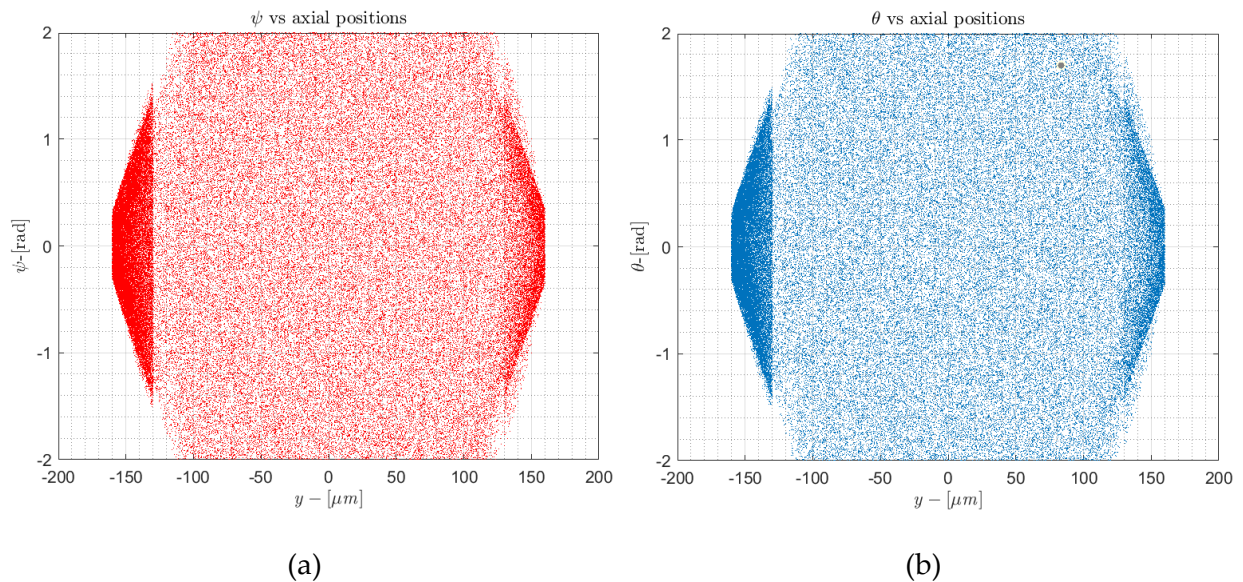 ψ vs axial positions
2
1
0
-1
-2
ψ-[rad]
-200 -150 -100 -50 0 50 100 150 200
y − [μm]
(a)
θ vs axial positions
2
1
0
-1
-2
θ-[rad]
-200 -150 -100 -50 0 50 100 150 200
y − [μm]
(b)